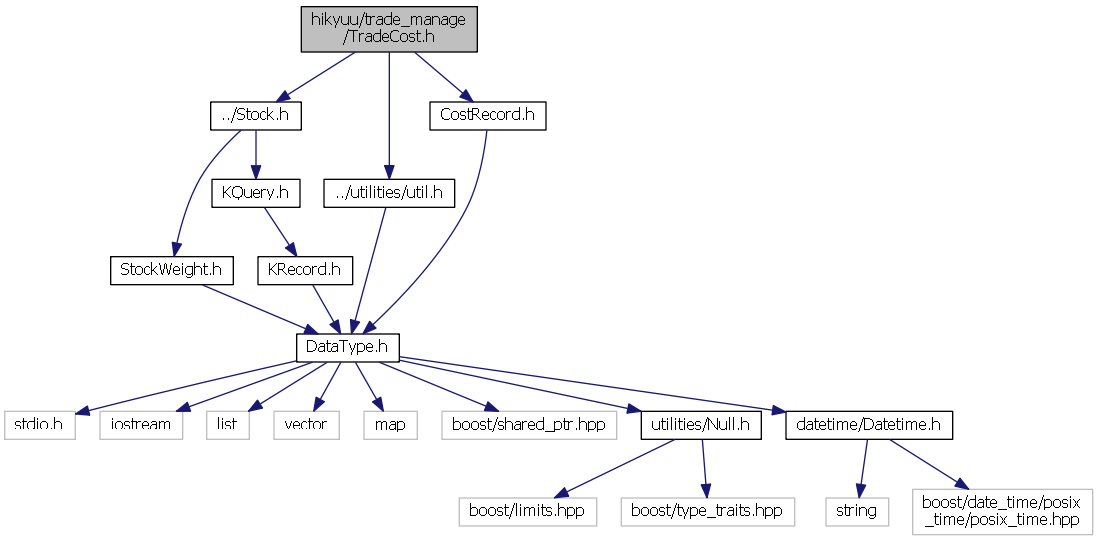 hikyuu/trade_manage
/TradeCost.h
../Stock.h
CostRecord.h
KQuery.h
../utilities/util.h
StockWeight.h
KRecord.h
DataType.h
stdio.h
iostream
list
vector
map
boost/shared_ptr.hpp
utilities/Null.h
datetime/Datetime.h
boost/limits.hpp
boost/type_traits.hpp
string
boost/date_time/posix
_time/posix_time.hpp